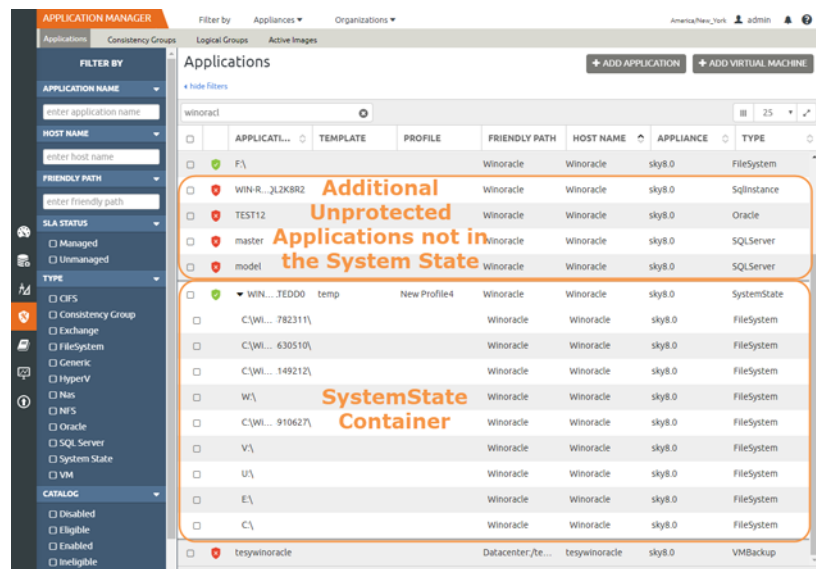 APPLICATION MANAGER Filter by Appliances Organizations America/New_York admin
Applications Consistency Groups Logical Groups Active Images
FILTER BY
APPLICATION NAME
enter application name
HOST NAME
enter host name
FRIENDLY PATH
enter friendly path
SLA STATUS
Managed
Unmanaged
TYPE
CIFS
Consistency Group
Exchange
FileSystem
Generic
HyperV
Nas
NFS
Oracle
SQL Server
System State
VM
CATALOG
Disabled
Eligible
Enabled
Ineligible
Applications + ADD APPLICATION + ADD VIRTUAL MACHINE
hide filters
winoracl 25
APPLICATI... TEMPLATE PROFILE FRIENDLY PATH HOST NAME APPLIANCE TYPE
F:\ Winoracle Winoracle sky8.0 FileSystem
WIN-R...QL2K8R2 Winoracle Winoracle sky8.0 SqlInstance
TEST12 Winoracle Winoracle sky8.0 Oracle
master Winoracle Winoracle sky8.0 SQLServer
model Winoracle Winoracle sky8.0 SQLServer
Additional
Unprotected
Applications not in
the System State
WIN... .TEDD0 temp New Profile4 Winoracle Winoracle sky8.0 SystemState
C:\Wi... 782311\ Winoracle Winoracle sky8.0 FileSystem
C:\Wi... 630510\ Winoracle Winoracle sky8.0 FileSystem
C:\Wi... .149212\ Winoracle Winoracle sky8.0 FileSystem
W:\ Winoracle Winoracle sky8.0 FileSystem
C:\Wi... 910627\ Winoracle Winoracle sky8.0 FileSystem
V:\ Winoracle Winoracle sky8.0 FileSystem
U:\ Winoracle Winoracle sky8.0 FileSystem
E:\ Winoracle Winoracle sky8.0 FileSystem
C:\ Winoracle Winoracle sky8.0 FileSystem
SystemState
Container
tesywinoracle Datacenter:/te... tesywinoracle sky8.0 VMBackup